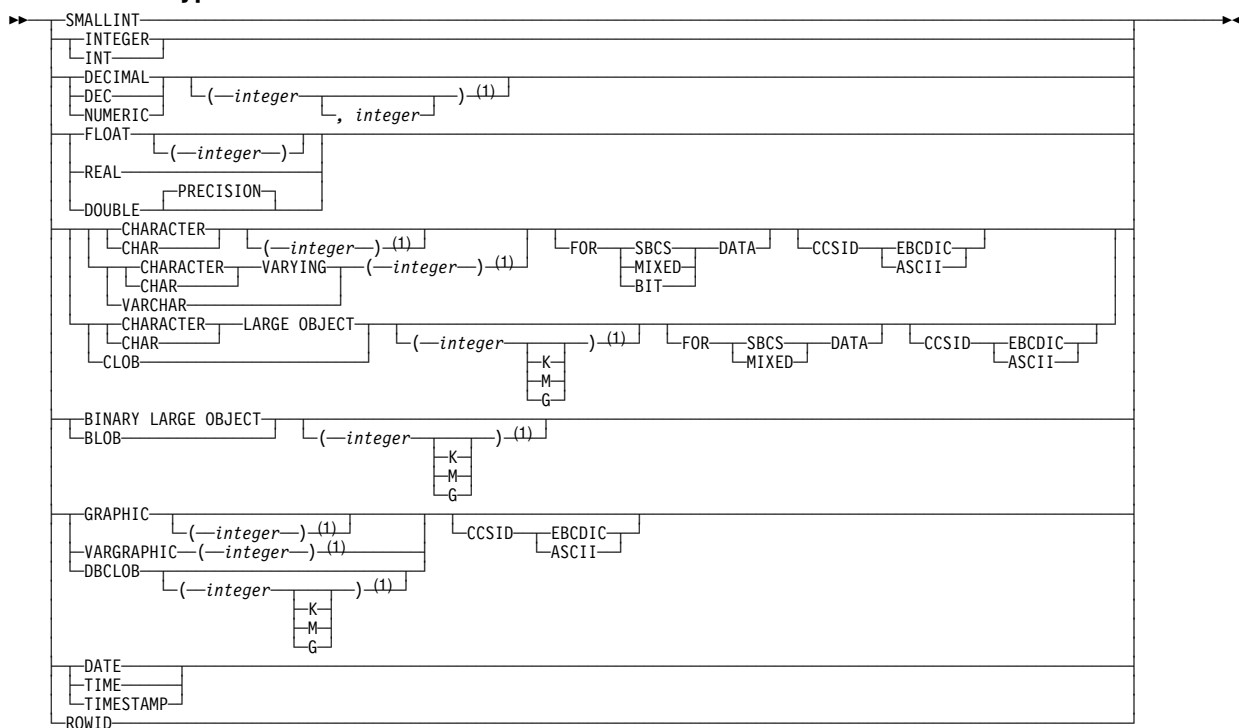 SMALLINT
INTEGER
INT
DECIMAL
DEC ( integer ) (1)
NUMERIC , integer
FLOAT
( integer )
REAL
PRECISION
DOUBLE
CHARACTER
CHAR ( integer ) (1) FOR SBCS DATA CCSID EBCDIC
CHARACTER VARYING ( integer ) (1) MIXED ASCII
CHAR BIT
VARCHAR
CHARACTER LARGE OBJECT
CHAR ( integer ) (1) FOR SBCS DATA CCSID EBCDIC
CLOB K MIXED ASCII
M
G
BINARY LARGE OBJECT
BLOB ( integer ) (1)
K
M
G
GRAPHIC
( integer ) (1) CCSID EBCDIC
VARGRAPHIC ( integer ) (1) ASCII
DBCLOB
( integer ) (1)
K
M
G
DATE
TIME
TIMESTAMP
ROWID